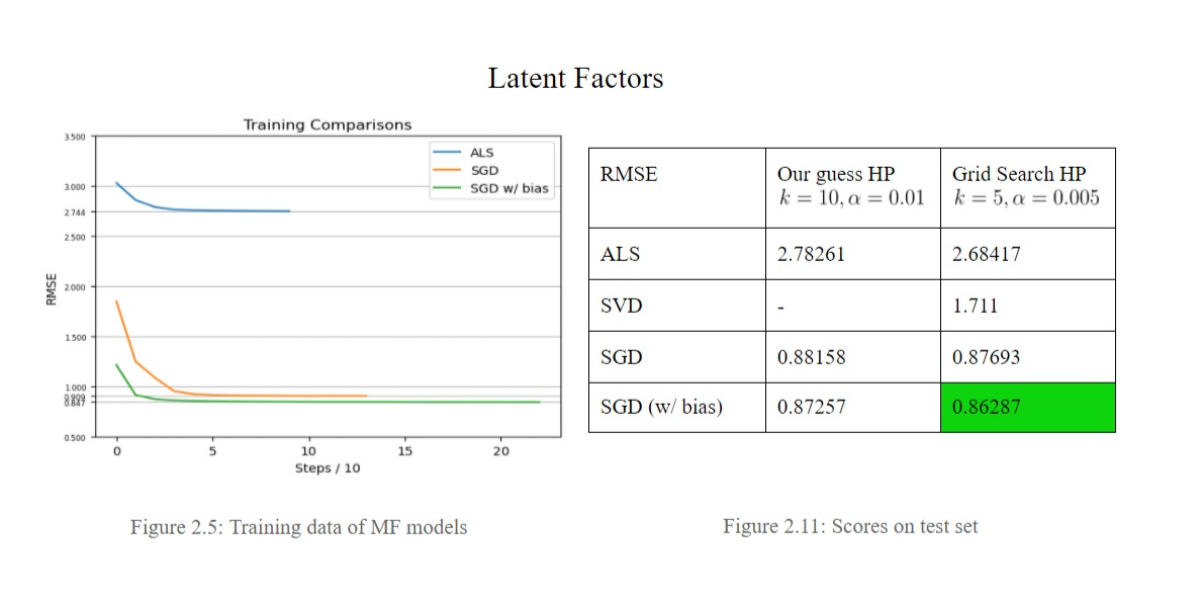 Latent Factors
Training Comparisons
3.500
3.000
2.744
2.500
2.000
1.500
1.000
0.909
0.847
0.500
RMSE
ALS
SGD
SGD w/ bias
0 5 10 15 20
Steps / 10
Figure 2.5: Training data of MF models
RMSE Our guess HP Grid Search HP
k = 10, α = 0.01 k = 5, α = 0.005
ALS 2.78261 2.68417
SVD - 1.711
SGD 0.88158 0.87693
SGD (w/ bias) 0.87257 0.86287
Figure 2.11: Scores on test set